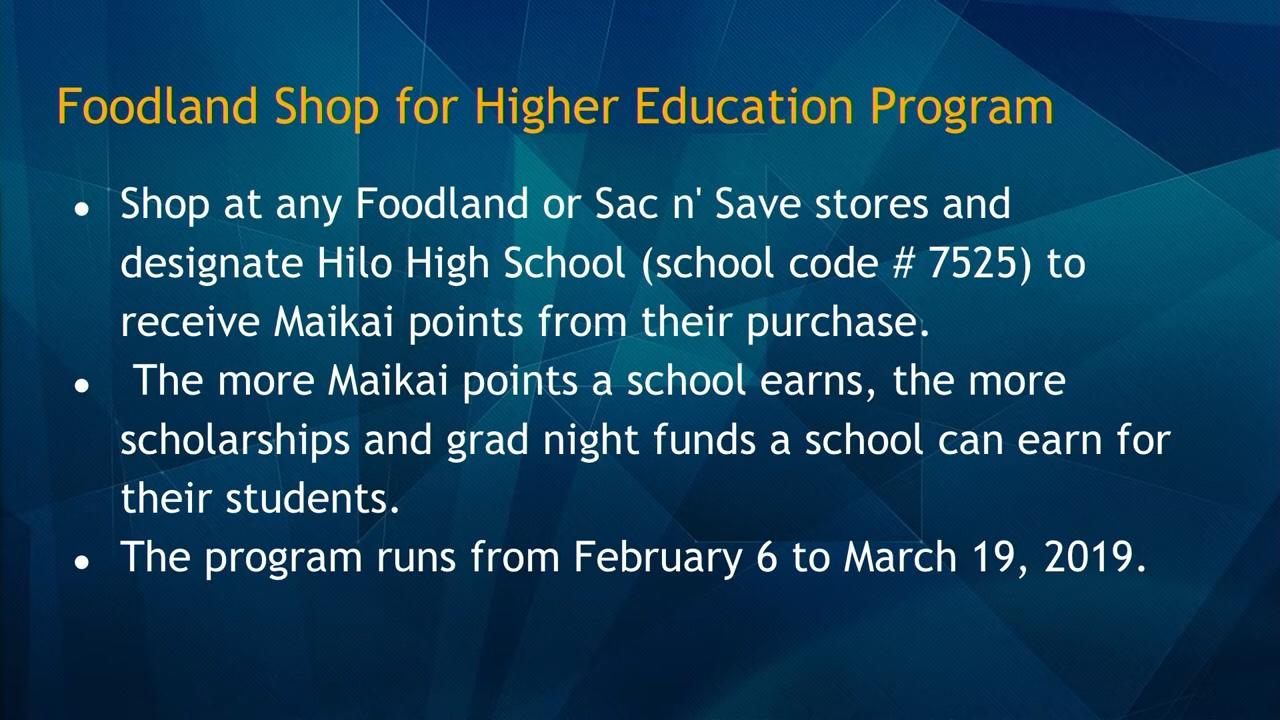 Foodland Shop for Higher Education Program
● Shop at any Foodland or Sac n' Save stores and
designate Hilo High School (school code # 7525) to
receive Maikai points from their purchase.
● The more Maikai points a school earns, the more
scholarships and grad night funds a school can earn for
their students.
● The program runs from February 6 to March 19, 2019.